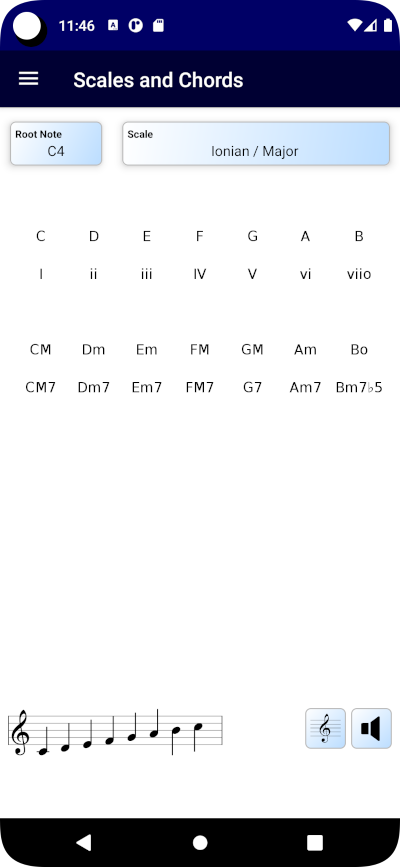 11:46
Scales and Chords
Root Note
C4
Scale
Ionian / Major
C D E F G A B
I ii iii IV V vi viio
CM Dm Em FM GM Am Bo
CM7 Dm7 Em7 FM7 G7 Am7 Bm7♭5